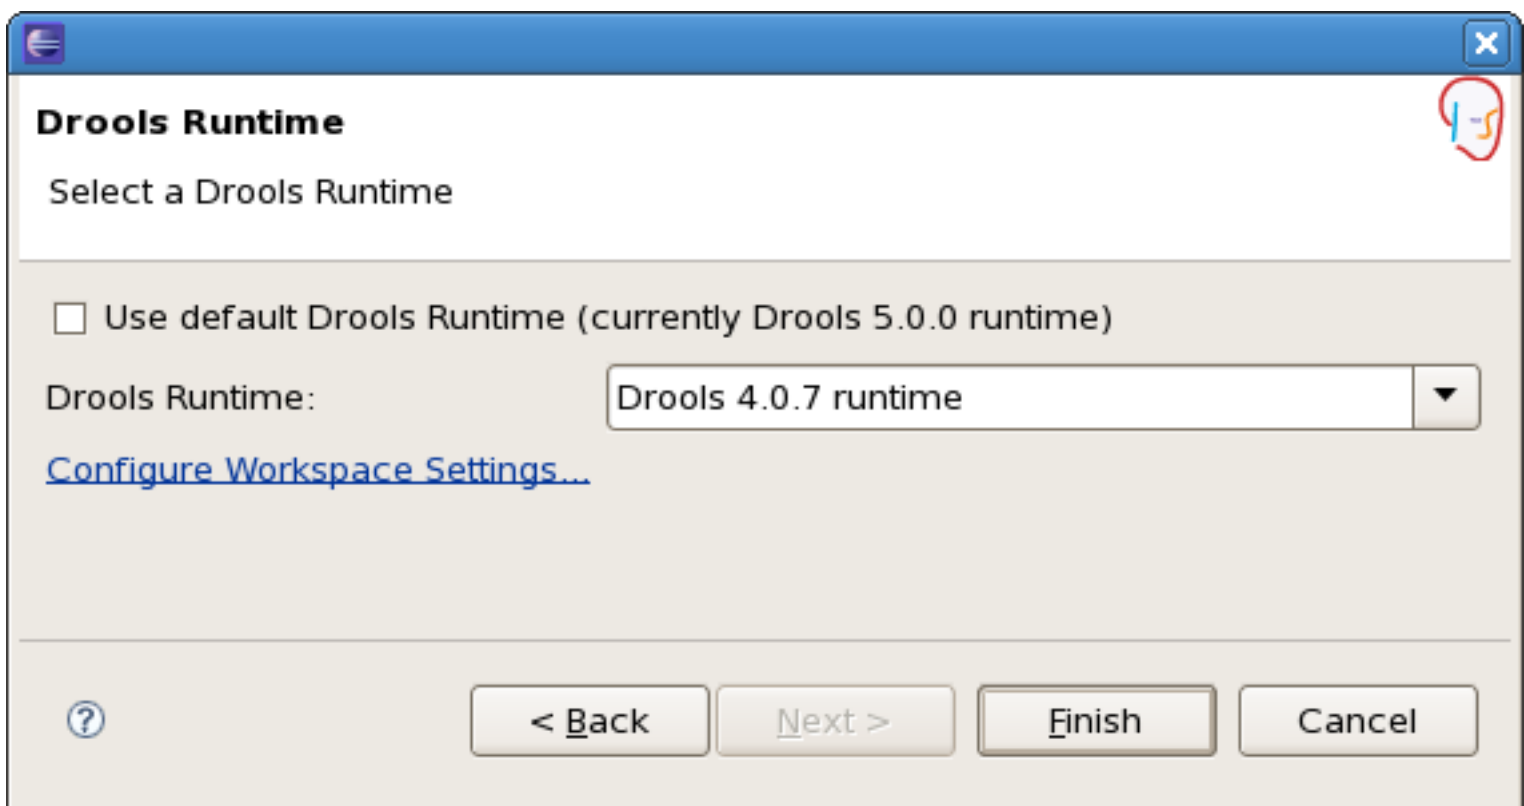 Drools Runtime
Select a Drools Runtime
Use default Drools Runtime (currently Drools 5.0.0 runtime)
Drools Runtime: Drools 4.0.7 runtime
Configure Workspace Settings...
? < Back Next > Finish Cancel